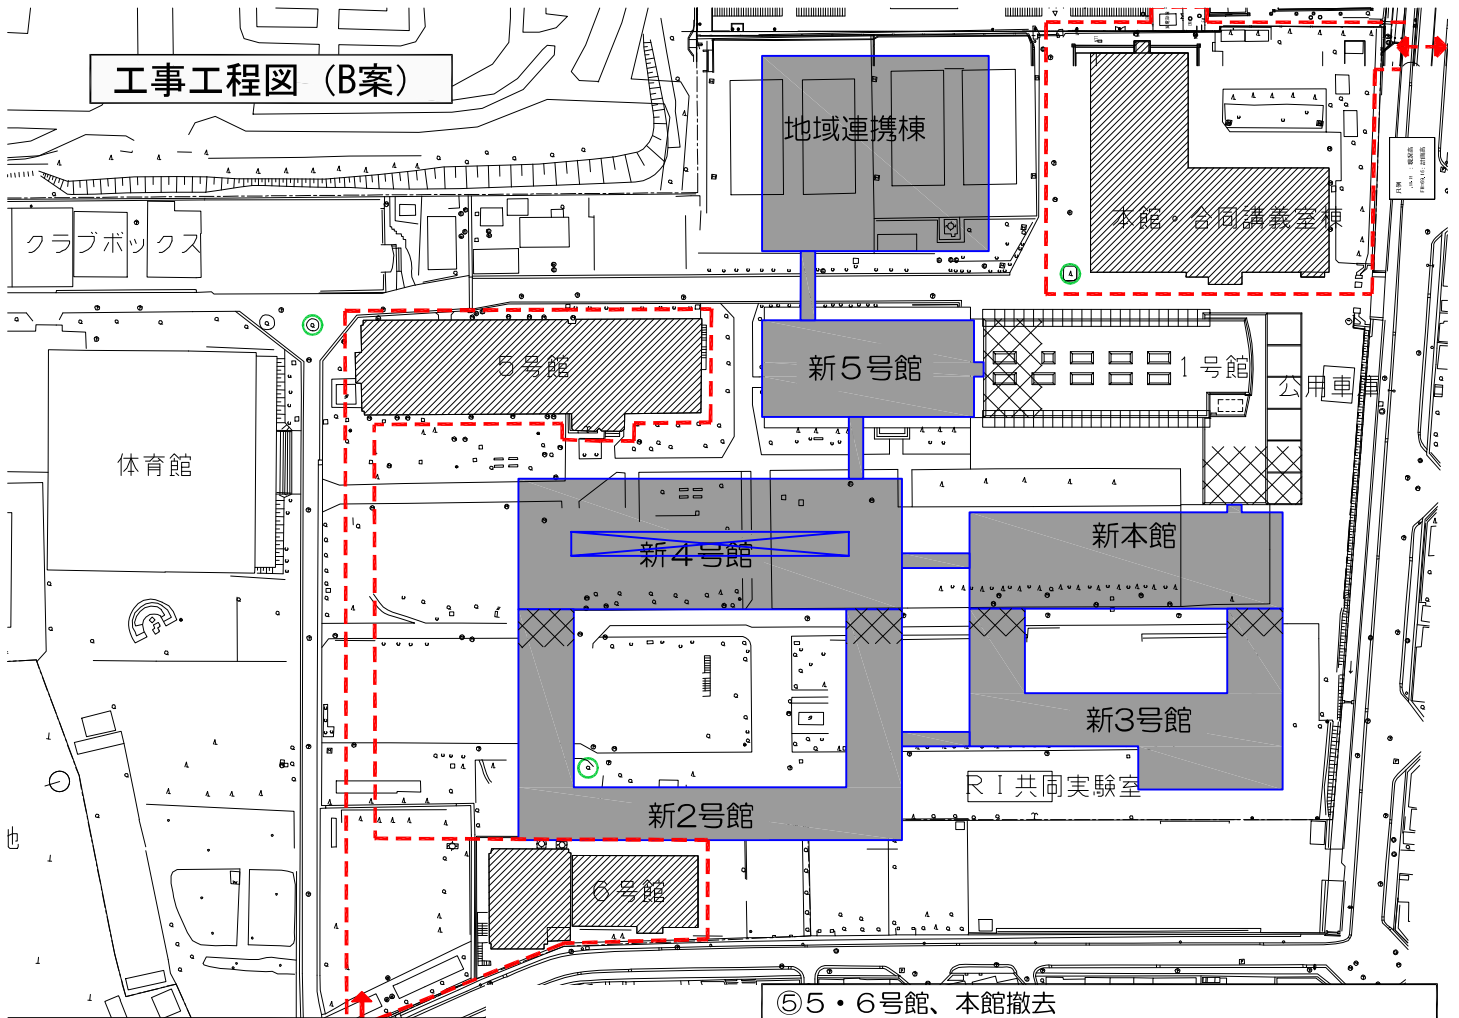 工事工程図（B案）
地域連携棟
本館・合同講義室棟
クラブボックス
5号館
新5号館
1号館
公用車庫
体育館
新4号館
新本館
新3号館
RI共同実験室
新2号館
6号館
⑤5・6号館、本館撤去